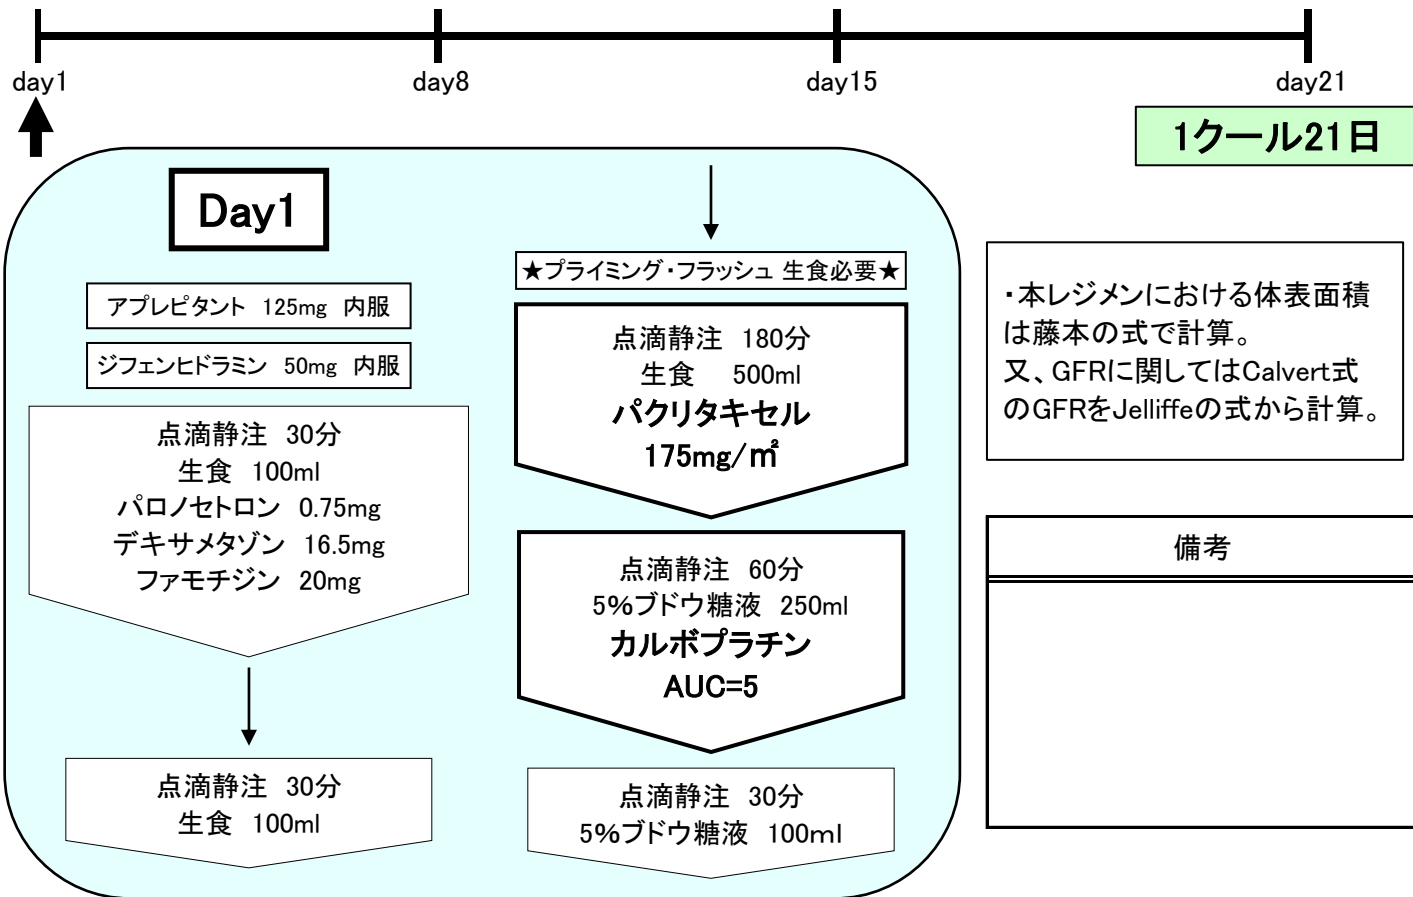 day1
day8
day15
day21
1クール21日
Day1
アプレピタント 125mg 内服
ジフェンヒドラミン 50mg 内服
点滴静注 30分
生食 100ml
パロノセトロン 0.75mg
デキサメタゾン 16.5mg
ファモチジン 20mg
点滴静注 30分
生食 100ml
★プライミング・フラッシュ 生食必要★
点滴静注 180分
生食 500ml
パクリタキセル
175mg/㎡
点滴静注 60分
5%ブドウ糖液 250ml
カルボプラチン
AUC=5
点滴静注 30分
5%ブドウ糖液 100ml
・本レジメンにおける体表面積
は藤本の式で計算。
又、GFRに関してはCalvert式
のGFRをJelliffeの式から計算。
備考